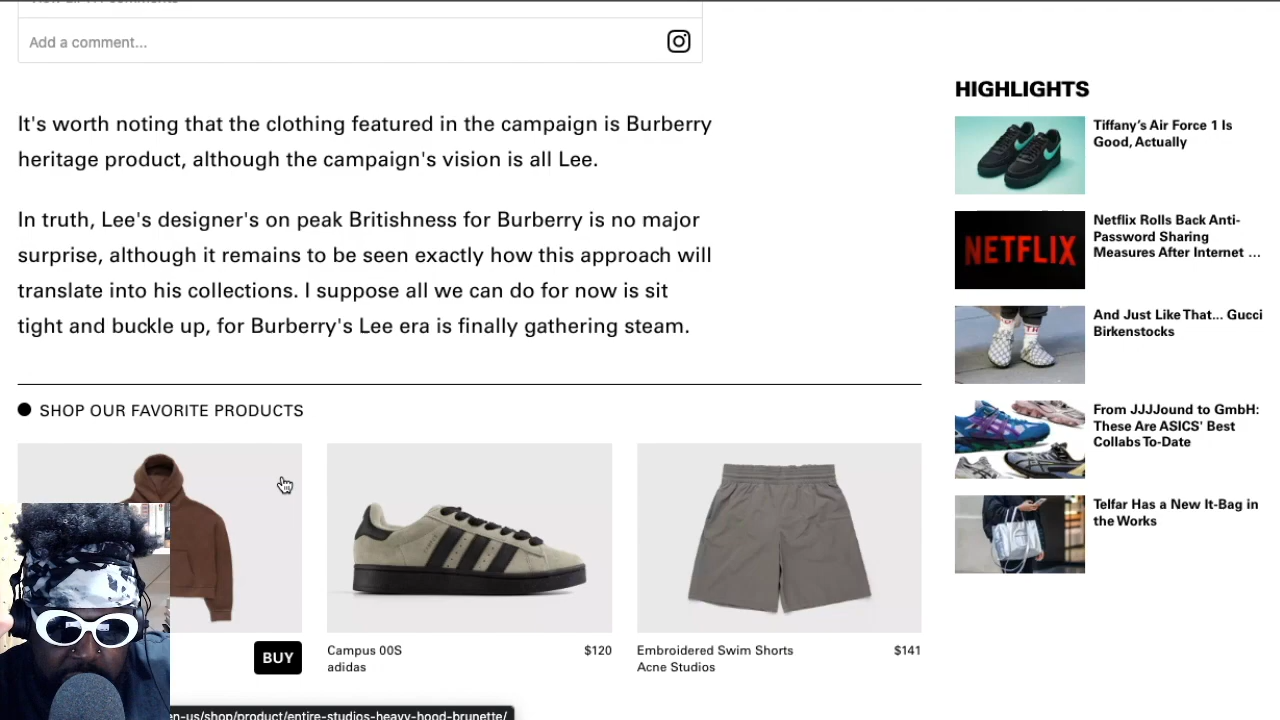 Add a comment...
It's worth noting that the clothing featured in the campaign is Burberry
heritage product, although the campaign's vision is all Lee.
In truth, Lee's designer's on peak Britishness for Burberry is no major
surprise, although it remains to be seen exactly how this approach will
translate into his collections. I suppose all we can do for now is sit
tight and buckle up, for Burberry's Lee era is finally gathering steam.
SHOP OUR FAVORITE PRODUCTS
BUY
Campus 00S $120
adidas
Embroidered Swim Shorts $141
Acne Studios
en-us/shop/product/entire-studios-heavy-hood-brunette/
HIGHLIGHTS
Tiffany's Air Force 1 Is
Good, Actually
NETFLIX
Netflix Rolls Back Anti-
Password Sharing
Measures After Internet ...
And Just Like That... Gucci
Birkenstocks
From JJJJound to GmbH:
These Are ASICS' Best
Collabs To-Date
Telfar Has a New It-Bag in
the Works